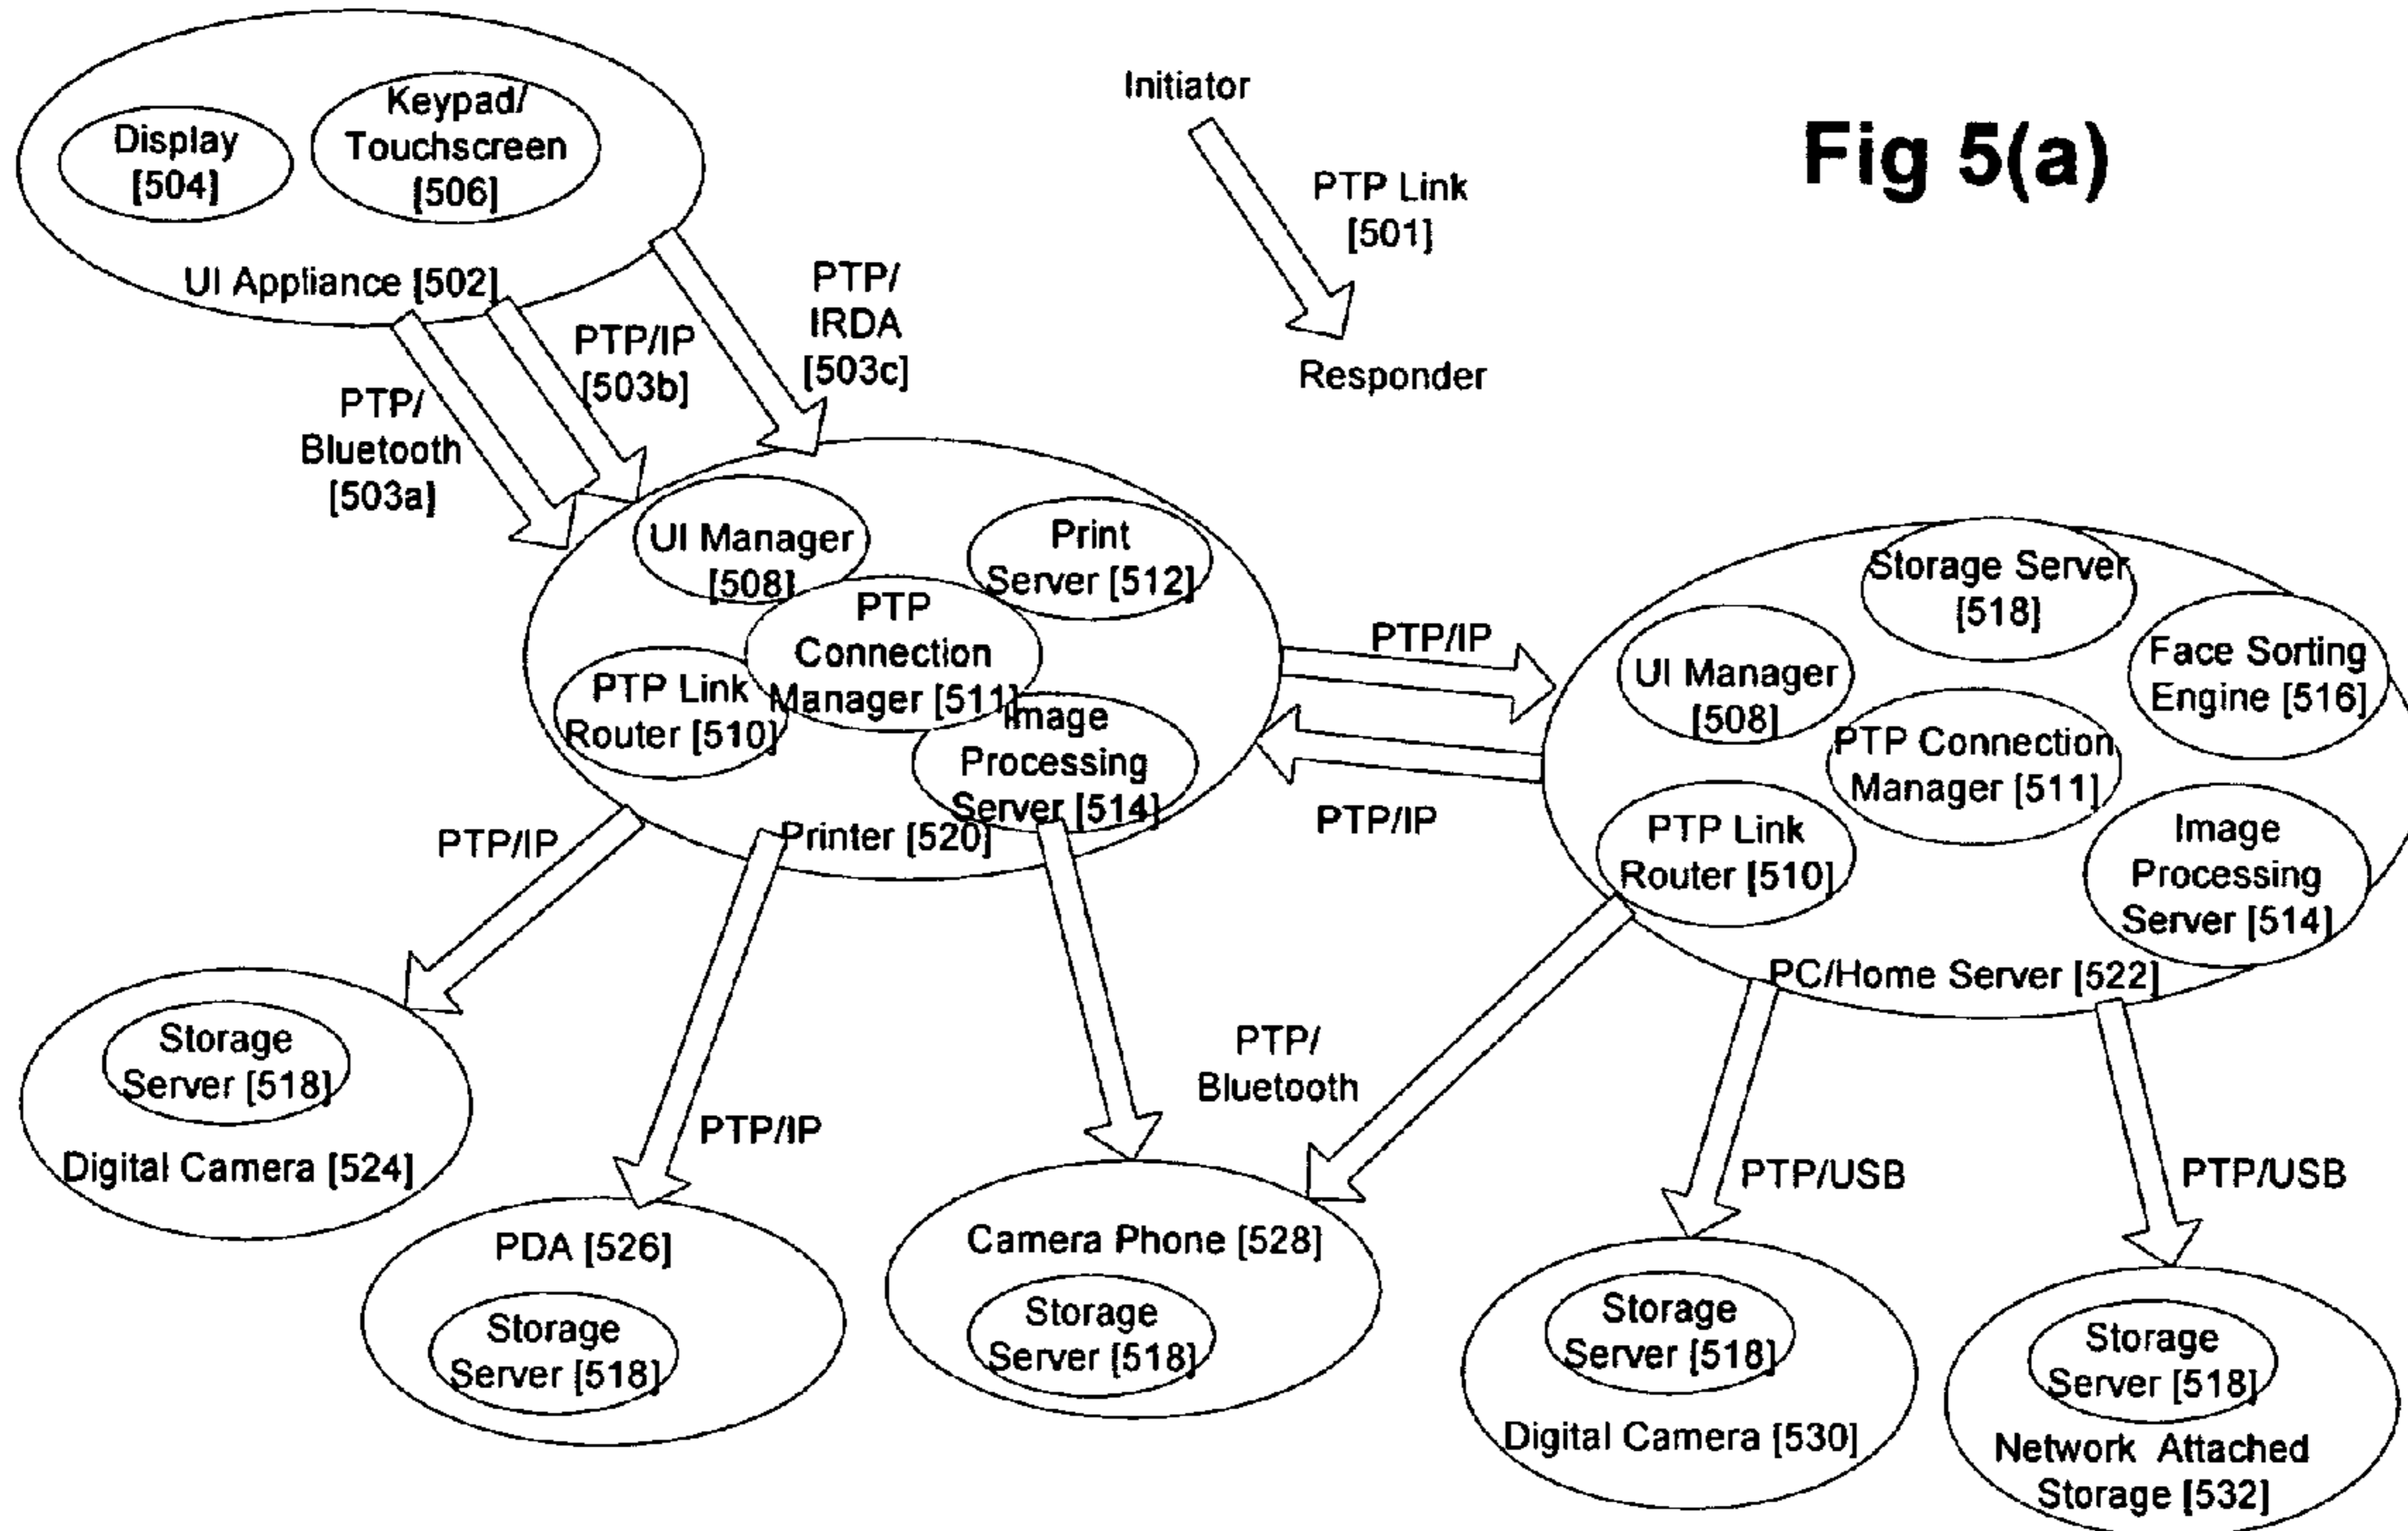 Fig 5(a)
Initiator
PTP Link
[501]
Responder
Display
[504]
Keypad/
Touchscreen
[506]
UI Appliance [502]
PTP/
Bluetooth
[503a]
PTP/IP
[503b]
PTP/
IRDA
[503c]
UI Manager
[508]
Print
Server [512]
PTP
Connection
Manager [511]
PTP Link
Router [510]
Image
Processing
Server [514]
Printer [520]
PTP/IP
PTP/IP
Storage Server
[518]
UI Manager
[508]
Face Sorting
Engine [516]
PTP Connection
Manager [511]
PTP Link
Router [510]
Image
Processing
Server [514]
PC/Home Server [522]
PTP/IP
PTP/IP
PTP/
Bluetooth
PTP/USB
PTP/USB
Storage
Server [518]
Digital Camera [524]
PDA [526]
Storage
Server [518]
Camera Phone [528]
Storage
Server [518]
Storage
Server [518]
Digital Camera [530]
Storage
Server [518]
Network Attached
Storage [532]